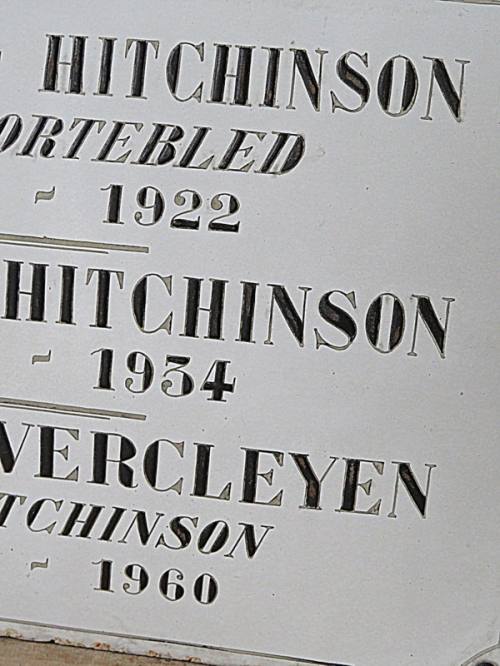 HITCHINSON
ORTEBLED
~ 1922
HITCHINSON
~ 1934
VERCLEYEN
TCHINSON
~ 1960